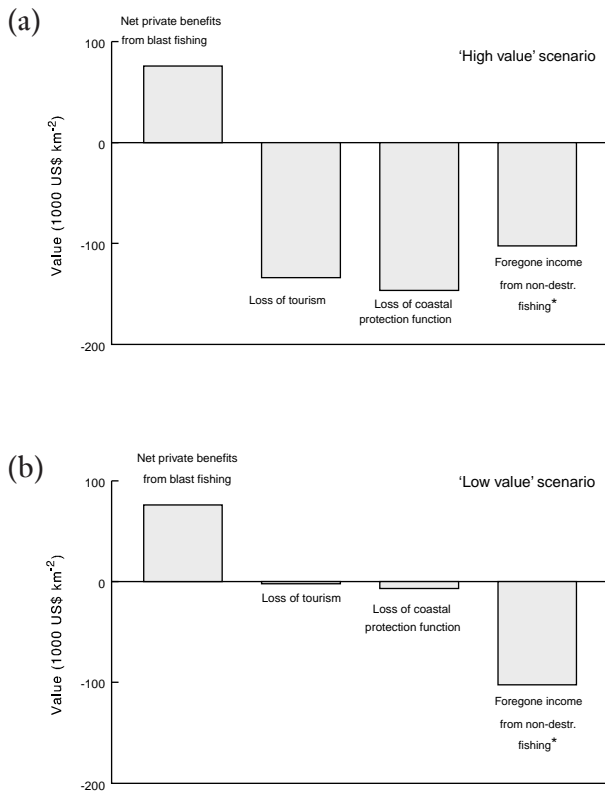 (a)
Net private benefits
from blast fishing
'High value' scenario
100
0
-100
-200
Value (1000 US$ km-2)
Loss of tourism
Loss of coastal
protection function
Foregone income
from non-destr.
fishing*
(b)
Net private benefits
from blast fishing
'Low value' scenario
100
0
-100
-200
Value (1000 US$ km-2)
Loss of tourism
Loss of coastal
protection function
Foregone income
from non-destr.
fishing*